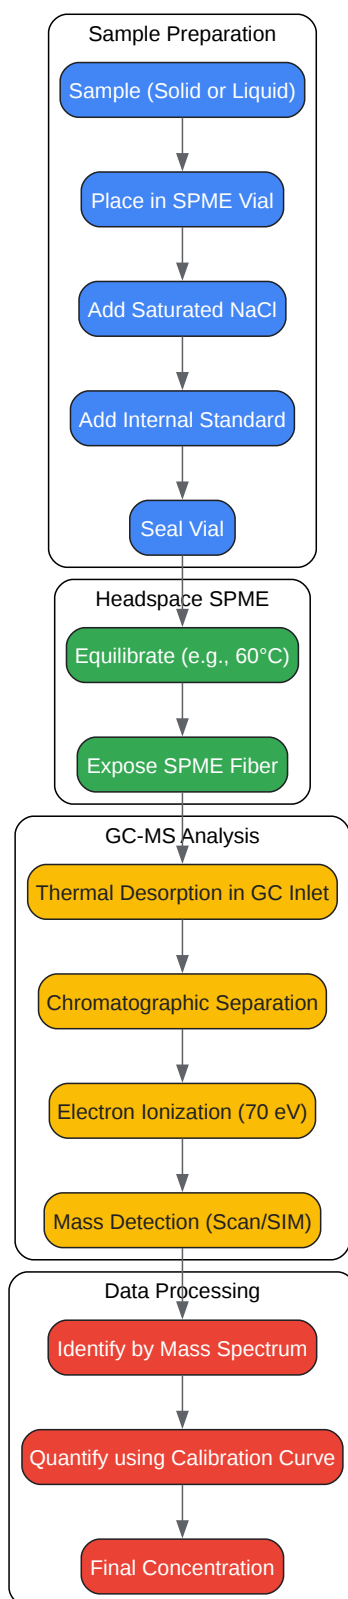 Sample Preparation
Sample (Solid or Liquid)
Place in SPME Vial
Add Saturated NaCl
Add Internal Standard
Seal Vial
Headspace SPME
Equilibrate (e.g., 60°C)
Expose SPME Fiber
GC-MS Analysis
Thermal Desorption in GC Inlet
Chromatographic Separation
Electron Ionization (70 eV)
Mass Detection (Scan/SIM)
Data Processing
Identify by Mass Spectrum
Quantify using Calibration Curve
Final Concentration